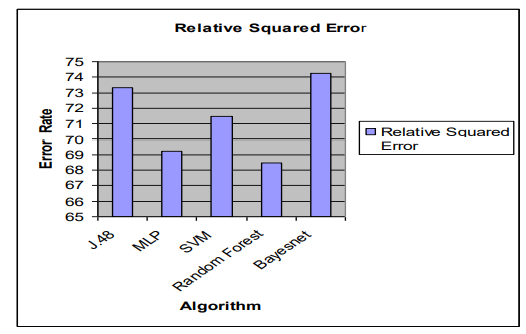 Relative Squared Error
75
74
73
72
71
70
69
68
67
66
65
Error Rate
J.48
MLP
SVM
Random Forest
Bayesnet
Algorithm
Relative Squared
Error